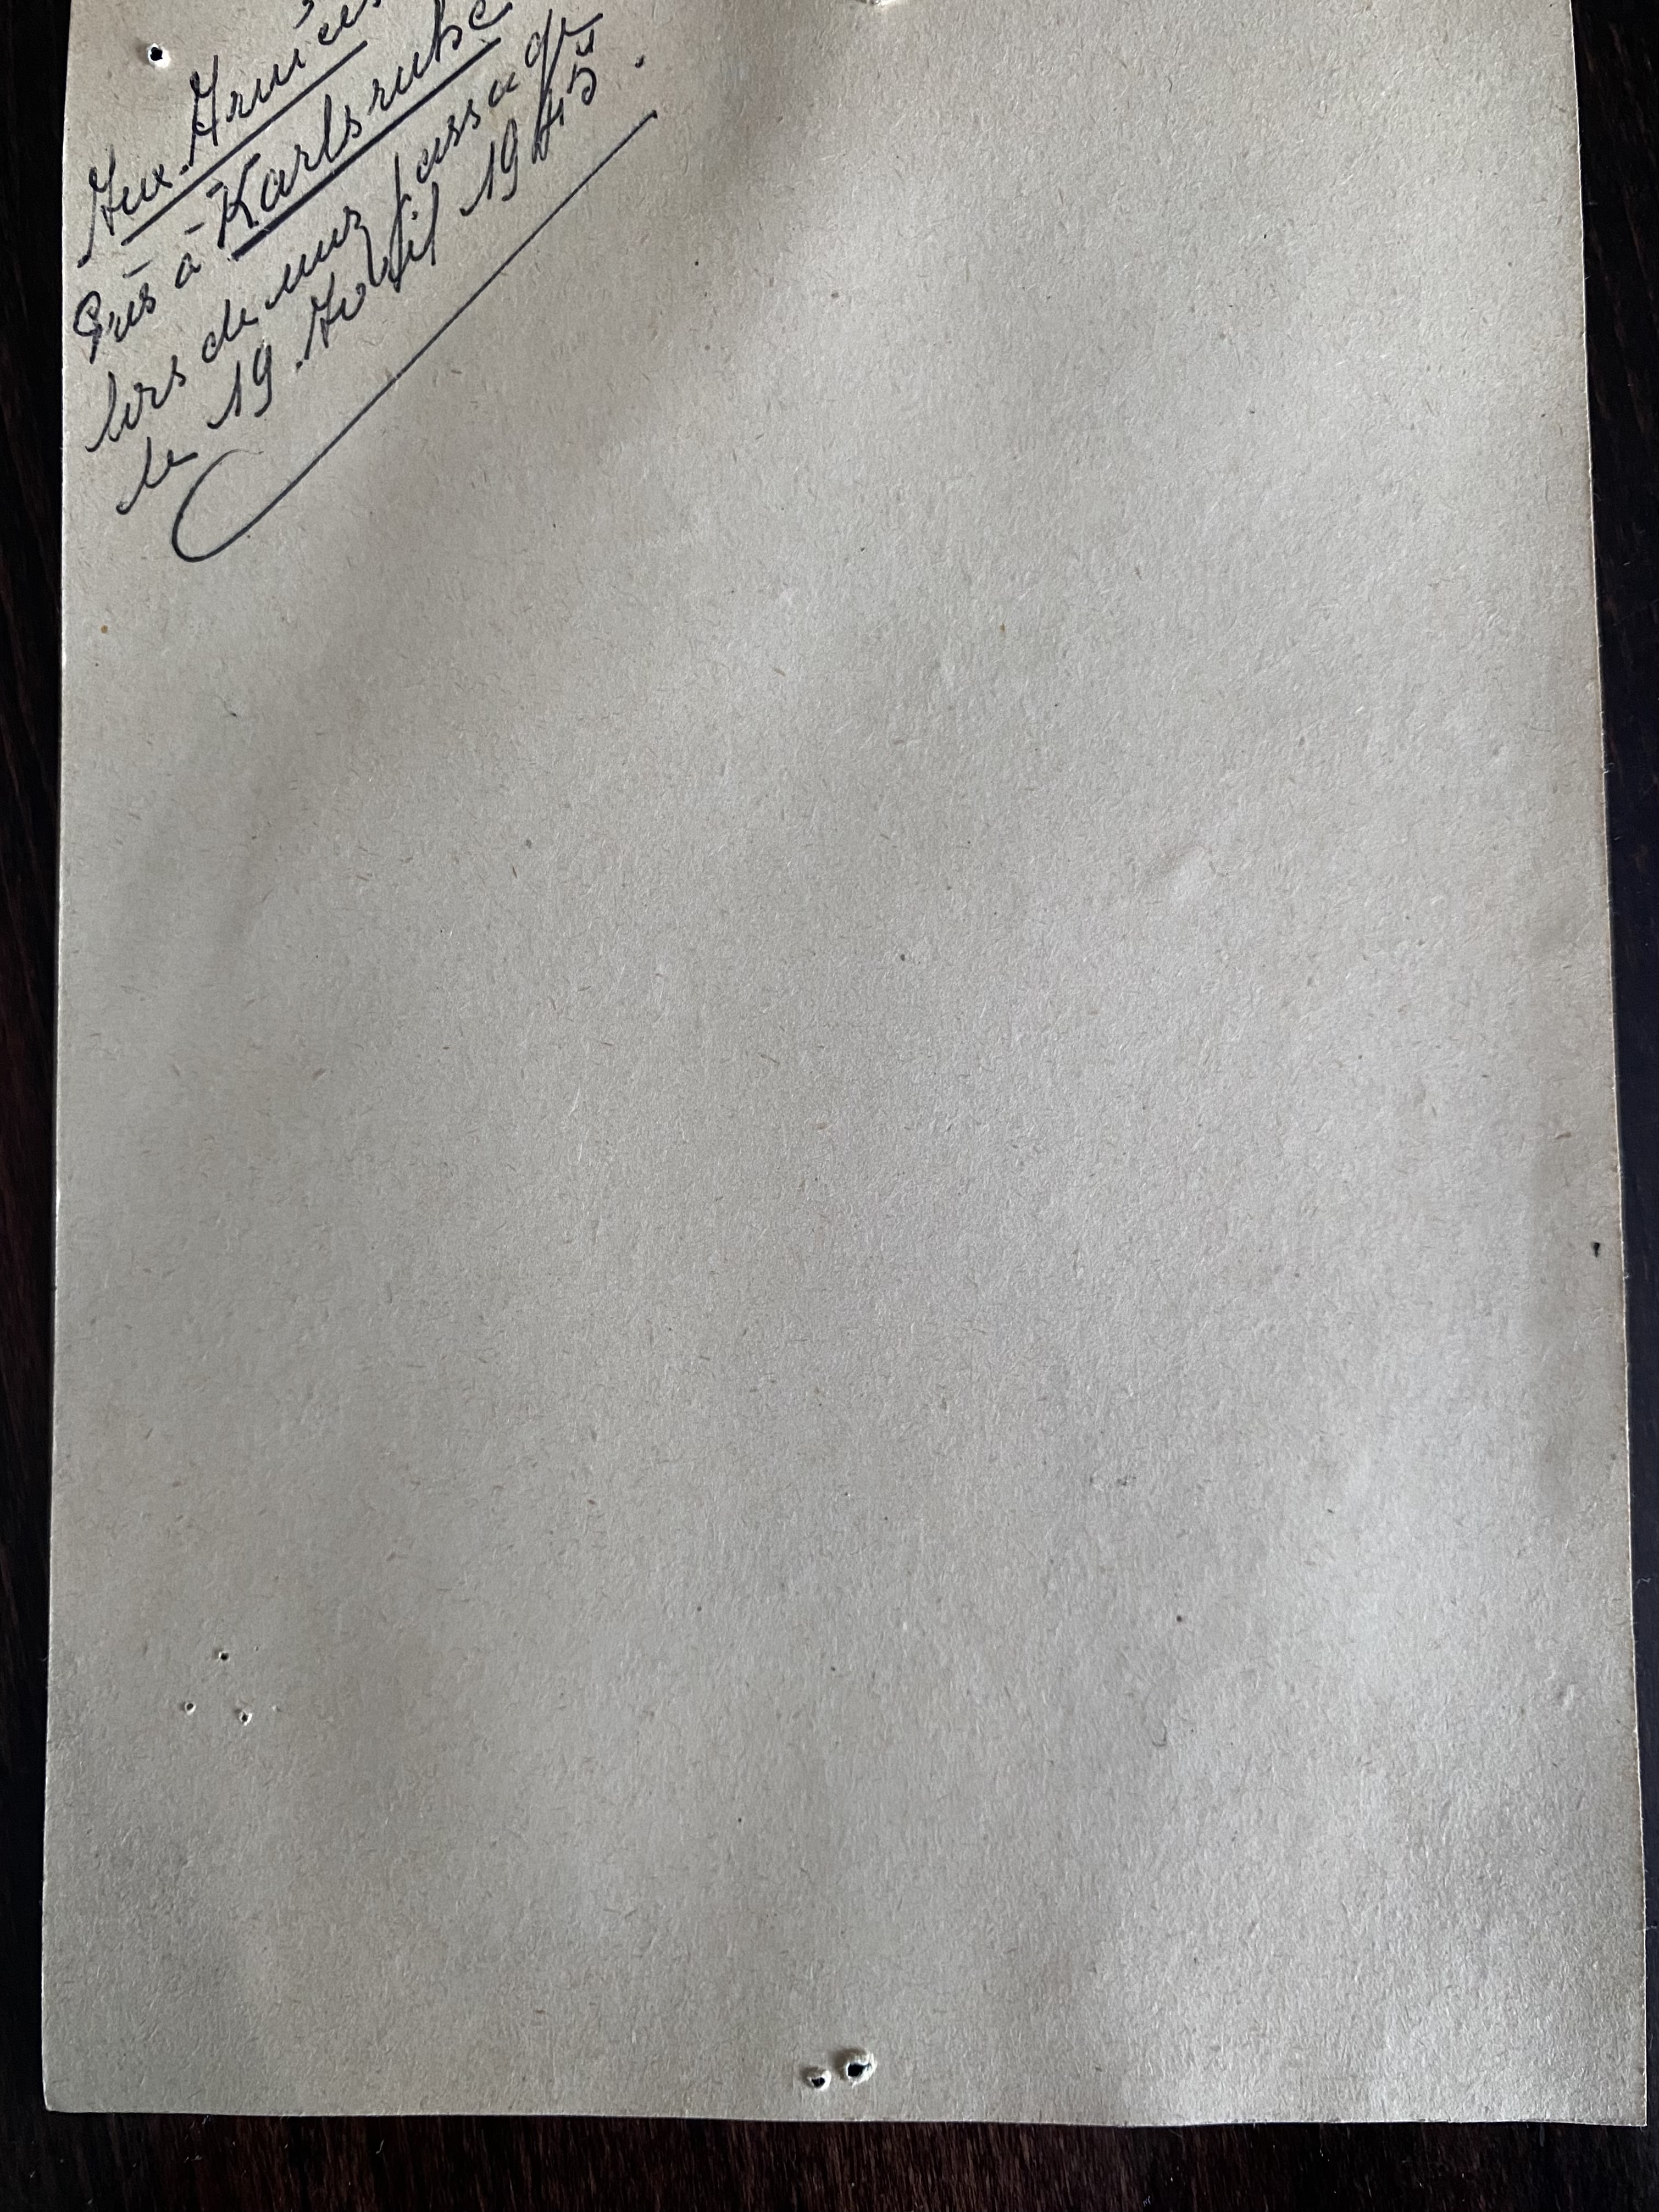 Aux Armées
Pris à Karlsruhe
lors de mon passage
le 19 Avril 1945.